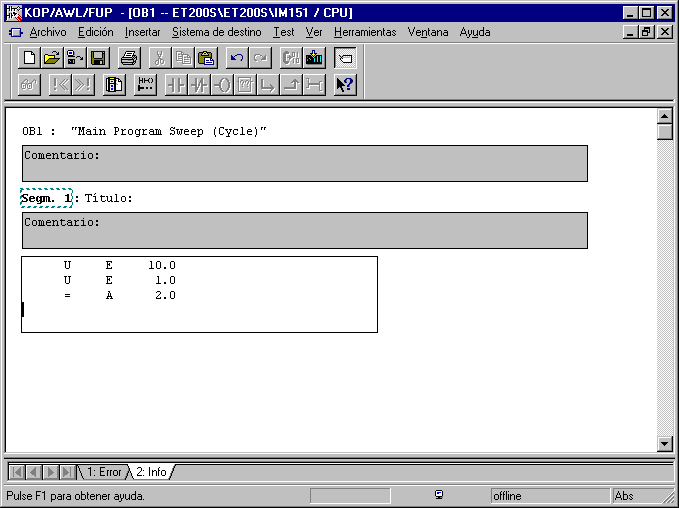 KOP/AWL/FUP - [OB1 -- ET200S\ET200S\IM151 / CPU]
Archivo Edición Insertar Sistema de destino Test Ver Herramientas Ventana Ayuda
OB1 : "Main Program Sweep (Cycle)"
Comentario:
Segm. 1: Título:
Comentario:
U E 10.0
U E 1.0
= A 2.0
1: Error 2: Info
Pulse F1 para obtener ayuda. offline Abs